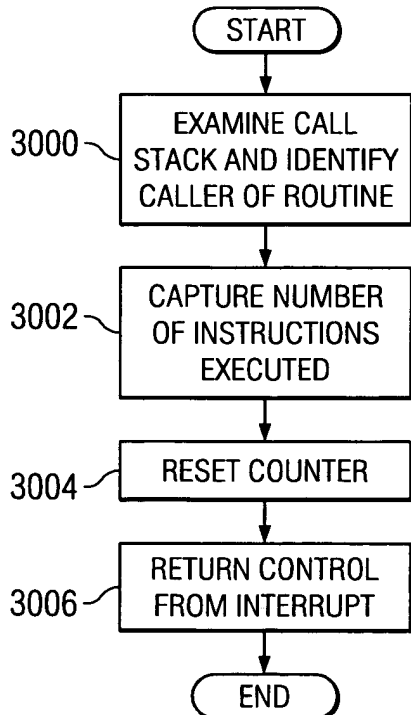 START
3000
EXAMINE CALL
STACK AND IDENTIFY
CALLER OF ROUTINE
3002
CAPTURE NUMBER
OF INSTRUCTIONS
EXECUTED
3004
RESET COUNTER
3006
RETURN CONTROL
FROM INTERRUPT
END